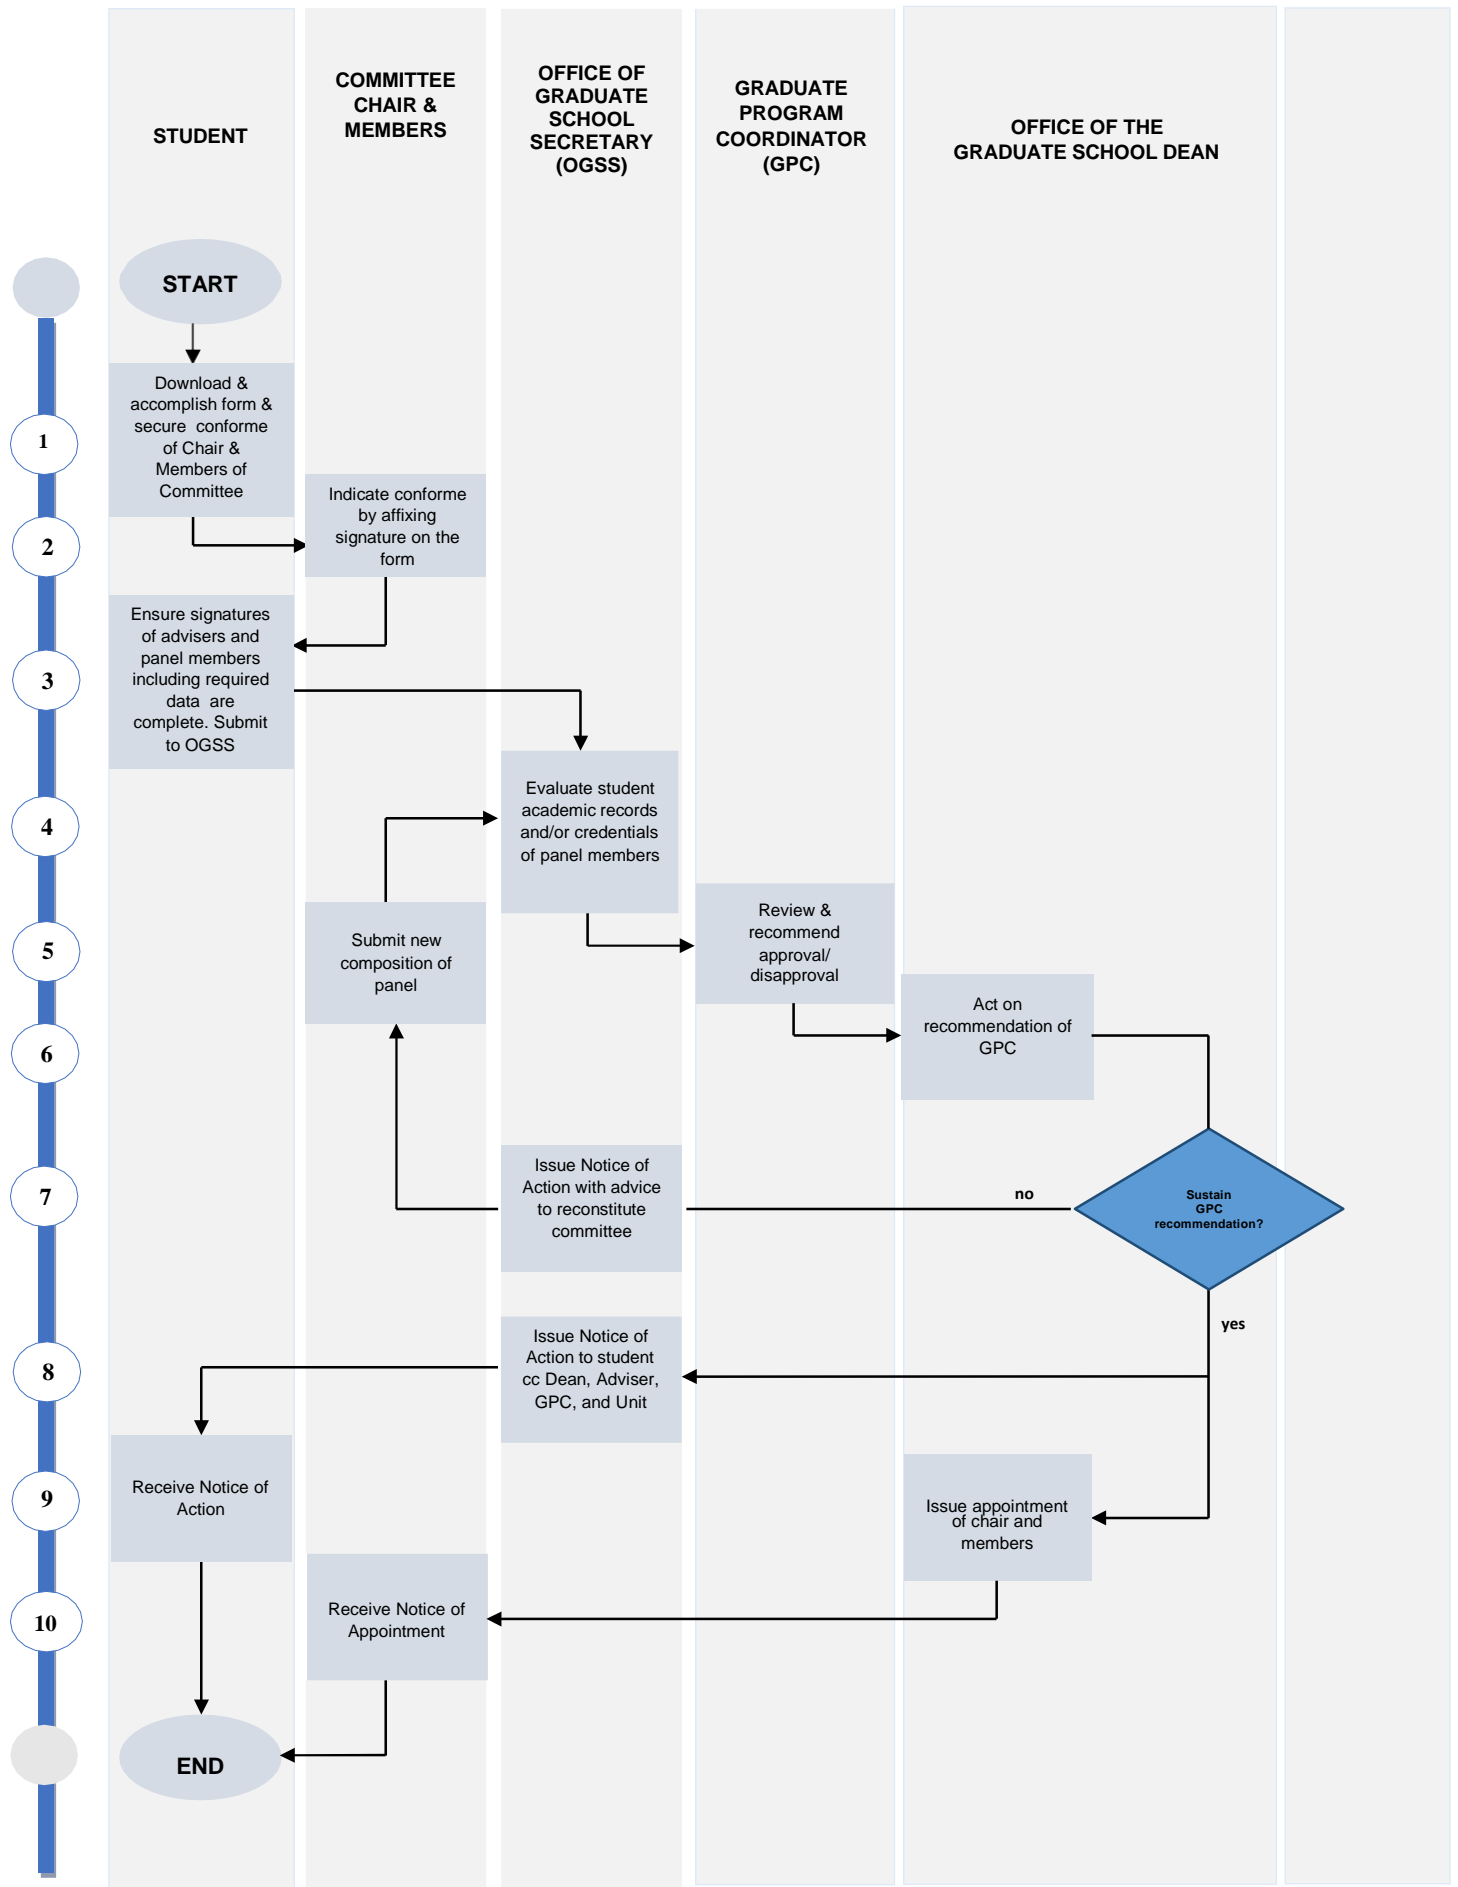 STUDENT
COMMITTEE
CHAIR &
MEMBERS
OFFICE OF
GRADUATE
SCHOOL
SECRETARY
(OGSS)
GRADUATE
PROGRAM
COORDINATOR
(GPC)
OFFICE OF THE
GRADUATE SCHOOL DEAN
START
1
Download &
accomplish form &
secure conforme
of Chair &
Members of
Committee
2
Indicate conforme
by affixing
signature on the
form
3
Ensure signatures
of advisers and
panel members
including required
data are
complete. Submit
to OGSS
4
Evaluate student
academic records
and/or credentials
of panel members
5
Submit new
composition of
panel
Review &
recommend
approval/
disapproval
6
Act on
recommendation of
GPC
7
Issue Notice of
Action with advice
to reconstitute
committee
no
Sustain
GPC
recommendation?
yes
8
Issue Notice of
Action to student
cc Dean, Adviser,
GPC, and Unit
9
Receive Notice of
Action
Issue appointment
of chair and
members
10
Receive Notice of
Appointment
END